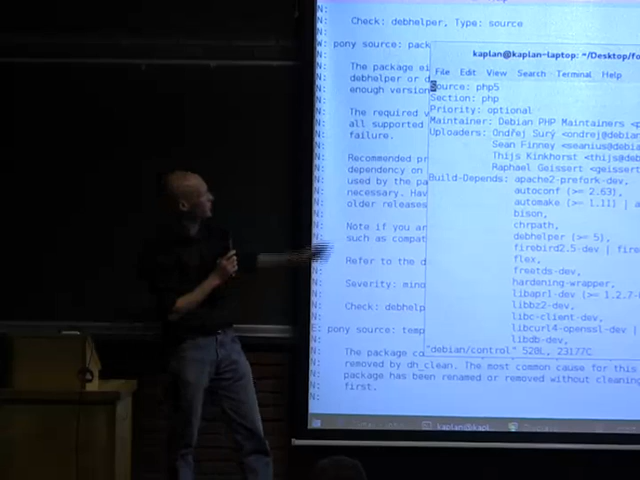 N:
N: Check: debhelper, Type: source
N:
W: pony source: pack
N:
N: The package ei
N: debhelper or d
N: enough version
N:
N: The required v
N: all supported
N: failure.
N:
N: Recommended pr
N: dependency on
N: used by the pa
N: necessary. Hav
N: older releases
N:
N: Note if you ar
N: such as compat
N:
N: Refer to the d
N:
N: Severity: mino
N:
N: Check: debhelp
N:
E: pony source: temp
N:
N: The package co
N: removed by dh_clean. The most common cause for this
N: package has been renamed or removed without cleaning
N: first.
N:
kaplan@kaplan-laptop: ~/Desktop/fo
File Edit View Search Terminal Help
Source: php5
Section: php
Priority: optional
Maintainer: Debian PHP Maintainers <p
Uploaders: Ondřej Surý <ondrej@debian
Sean Finney <seanius@debia
Thijs Kinkhorst <thijs@deb
Raphael Geissert <geissert
Build-Depends: apache2-prefork-dev,
autoconf (>= 2.63),
automake (>= 1.11) | a
bison,
chrpath,
debhelper (>= 5),
firebird2.5-dev | fire
flex,
freetds-dev,
hardening-wrapper,
libapr1-dev (>= 1.2.7-
libbz2-dev,
libc-client-dev,
libcurl4-openssl-dev |
libdb-dev,
"debian/control" 520L, 23177C
kaplan@kapl